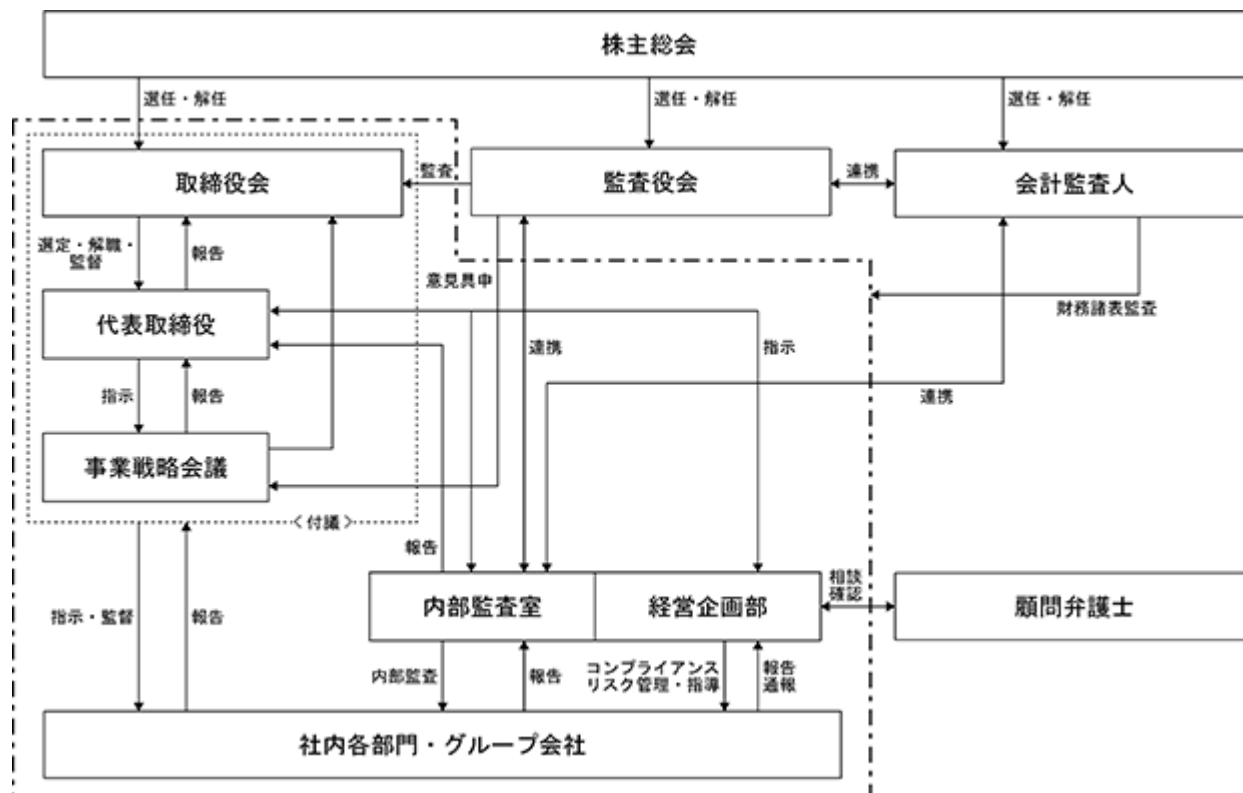 株主総会
選任・解任
選任・解任
選任・解任
取締役会
監査
監査役会
連携
会計監査人
選定・解職・
監督
報告
意見具申
財務諸表監査
代表取締役
連携
指示
指示
報告
連携
事業戦略会議
〈付議〉
報告
内部監査室
経営企画部
相談
確認
顧問弁護士
指示・監督
報告
内部監査
報告
コンプライアンス
リスク管理・指導
報告
通報
社内各部門・グループ会社